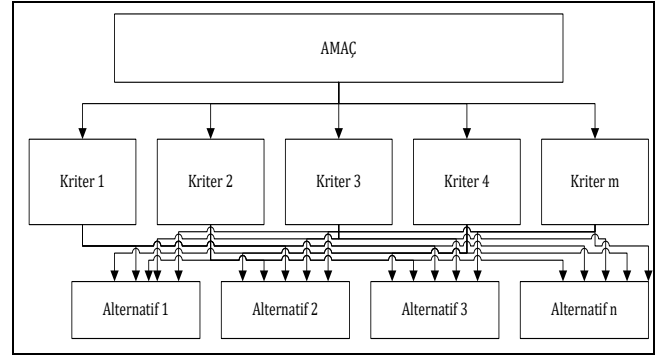 AMAÇ
Kriter 1
Kriter 2
Kriter 3
Kriter 4
Kriter m
Alternatif 1
Alternatif 2
Alternatif 3
Alternatif n